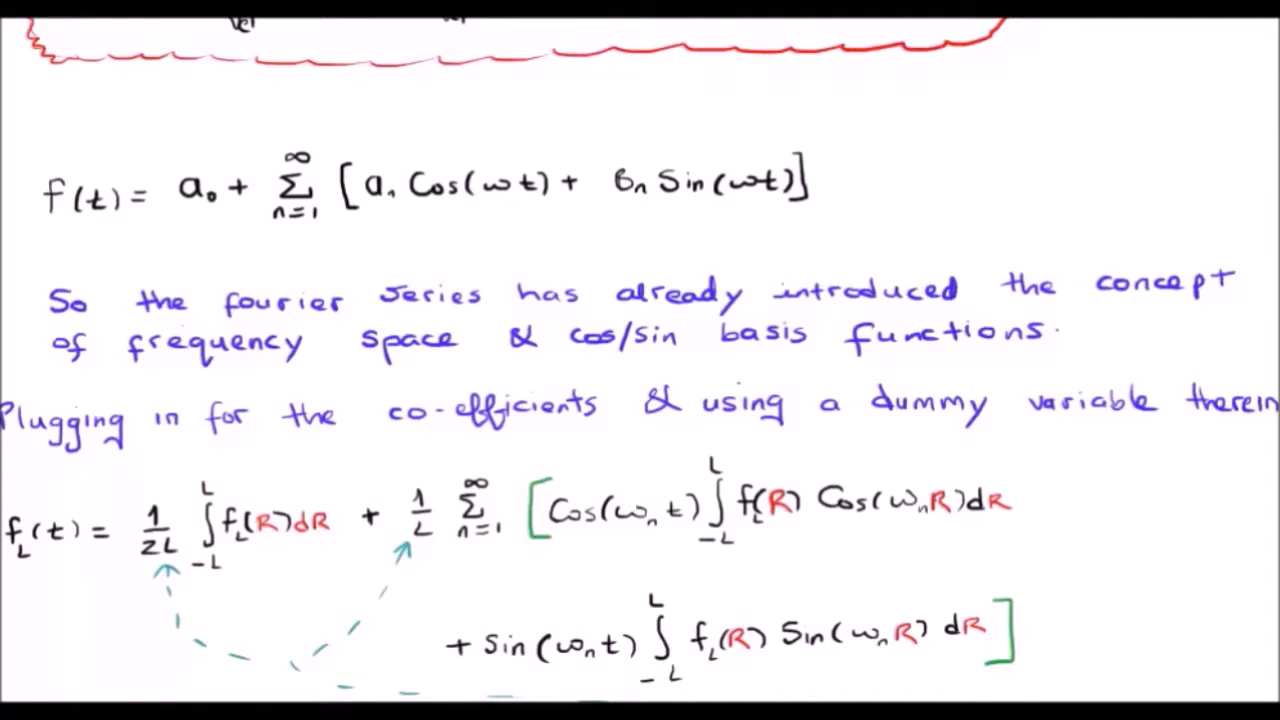 f(t) = a₀ + ∞ Σ n=1 [aₙ Cos(ωt) + bₙ Sin(ωt)]
So the fourier series has already introduced the concept
of frequency space & cos/sin basis functions.
Plugging in for the co-efficients & using a dummy variable therein
f_L(t) = 1/2L ∫_{-L}^{L} f_L(R)dR + 1/L ∞ Σ n=1 [Cos(ωₙt) ∫_{-L}^{L} f_L(R) Cos(ωₙR)dR
+ Sin(ωₙt) ∫_{-L}^{L} f_L(R) Sin(ωₙR) dR]